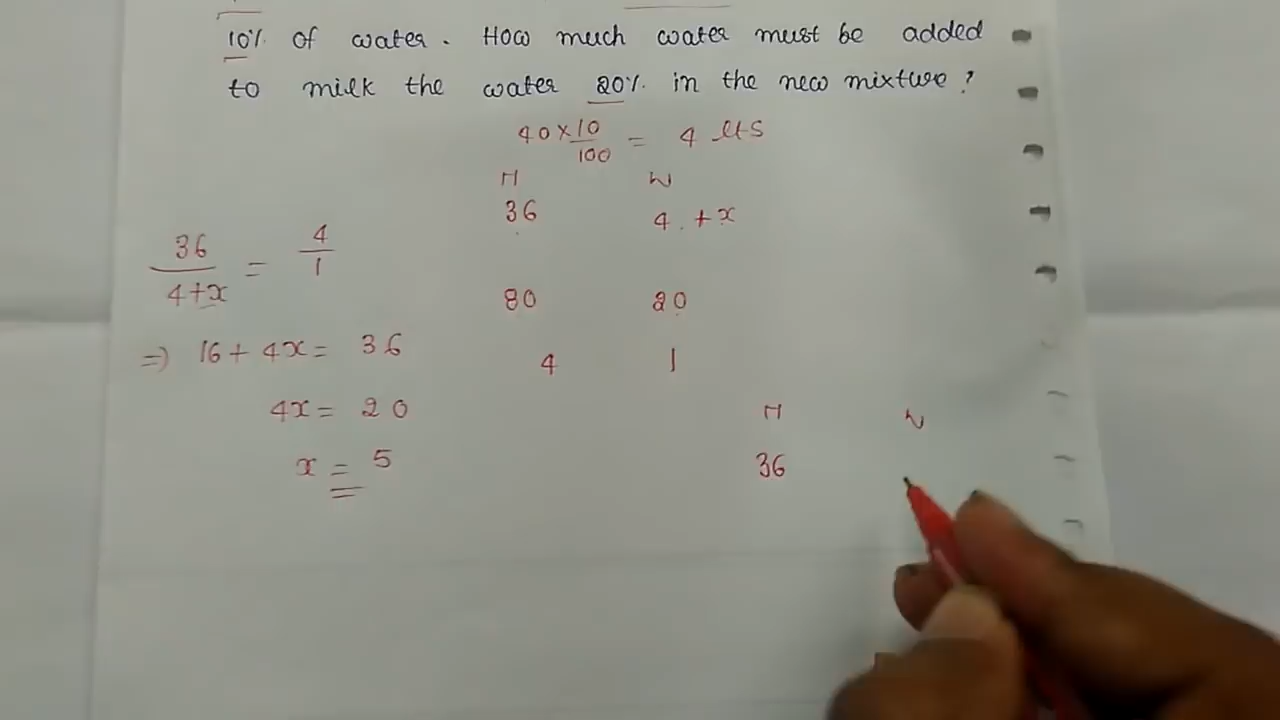 10% of water. How much water must be added
to milk the water 20% in the new mixture?
40 × 10/100 = 4 lts
M W
36 4 + x
36/4+x = 4/1
80 20
=> 16 + 4x = 36
4 1
4x = 20
M W
x = 5
36